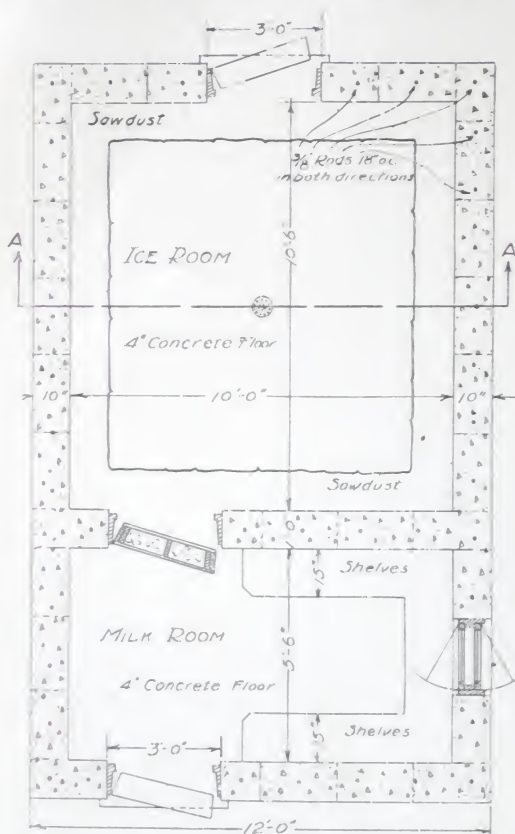 3'-0"
Sawdust
3/8" Rods 18" oc.
in both directions
A
A
ICE ROOM
10'-6"
4" Concrete Floor
10"
10'-0"
10"
Sawdust
Shelves
15"
MILK ROOM
5'-6"
4" Concrete Floor
3'-0"
15"
Shelves
12'-0"